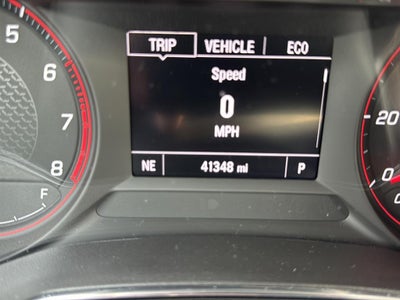 TRIP VEHICLE ECO
Speed
0
MPH
NE 41348 mi P
5
6
7
8
F
20
0